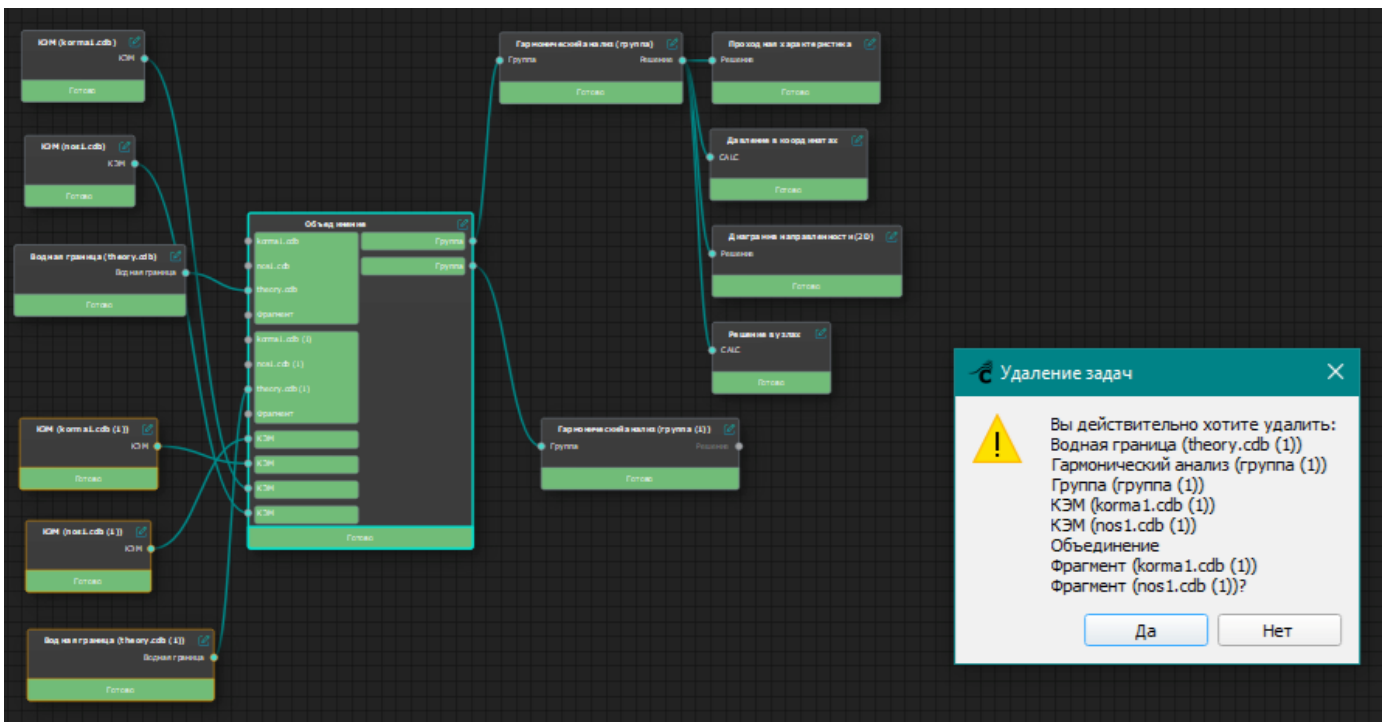 КЭМ (korma1.cdb)
КЭМ
Готово
КЭМ (nos1.cdb)
КЭМ
Готово
Водная граница (theory.cdb)
Водная граница
Готово
КЭМ (korma1.cdb (1))
КЭМ
Готово
КЭМ (nos1.cdb (1))
КЭМ
Готово
Водная граница (theory.cdb (1))
Водная граница
Готово
Объединение
korma1.cdb
Группа
nos1.cdb
Группа
theory.cdb
Фрагмент
korma1.cdb (1)
nos1.cdb (1)
theory.cdb (1)
Фрагмент
КЭМ
КЭМ
КЭМ
КЭМ
Готово
Гармонический анализ (группа)
Группа Решение
Готово
Проходная характеристика
Решение
Готово
Давление в координатах
CALC
Готово
Диаграмма направленности (2D)
Решение
Готово
Решение в узлах
CALC
Готово
Гармонический анализ (группа (1))
Группа Решение
Готово
Удаление задач
Вы действительно хотите удалить:
Водная граница (theory.cdb (1))
Гармонический анализ (группа (1))
Группа (группа (1))
КЭМ (korma1.cdb (1))
КЭМ (nos1.cdb (1))
Объединение
Фрагмент (korma1.cdb (1))
Фрагмент (nos1.cdb (1))?
Да Нет